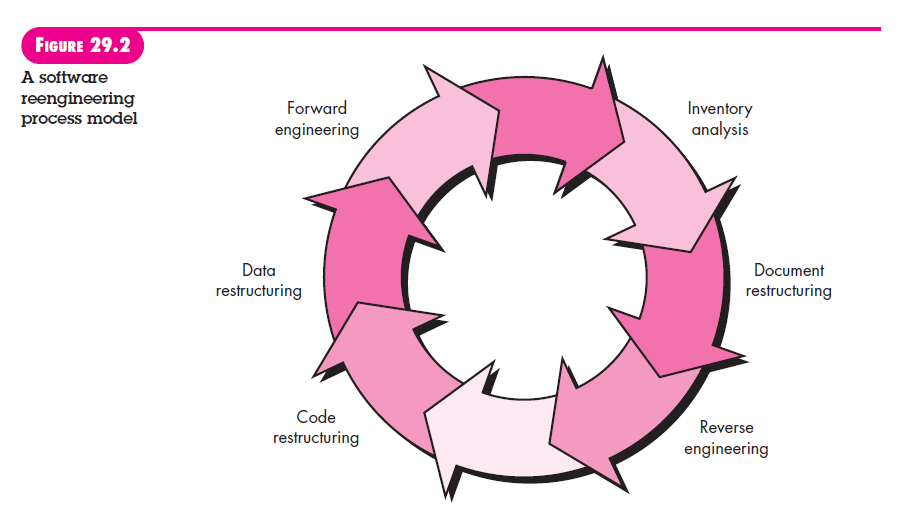 FIGURE 29.2
A software
reengineering
process model
Forward
engineering
Inventory
analysis
Data
restructuring
Document
restructuring
Code
restructuring
Reverse
engineering